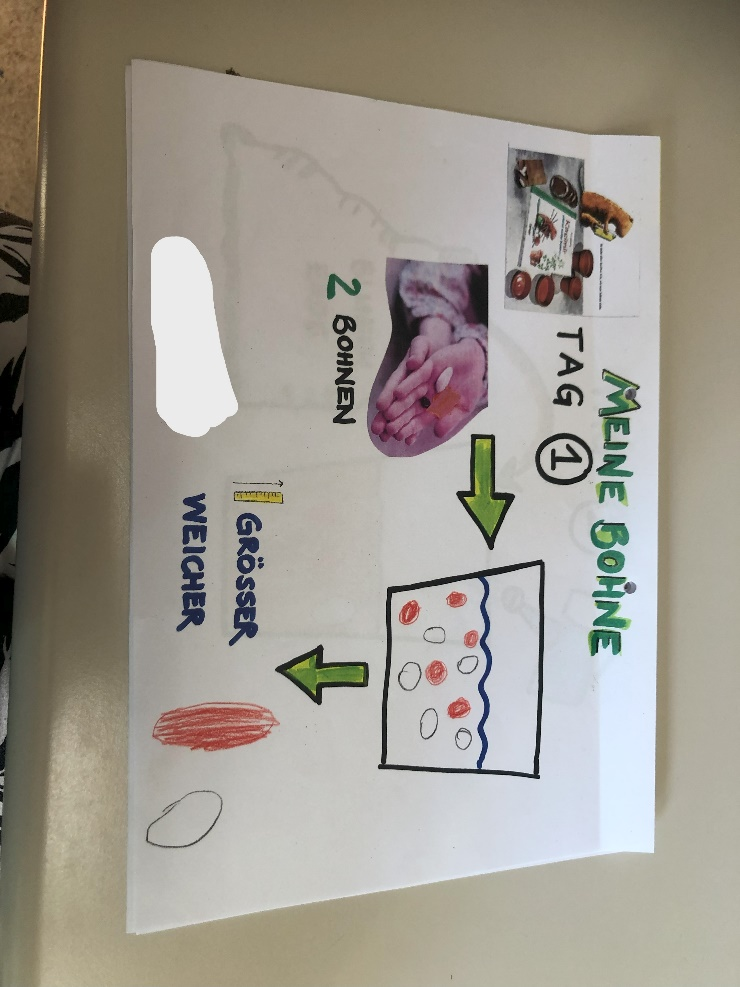 MEINE BOHNE
TAG 1
2 BOHNEN
GRÖSSER
WEICHER